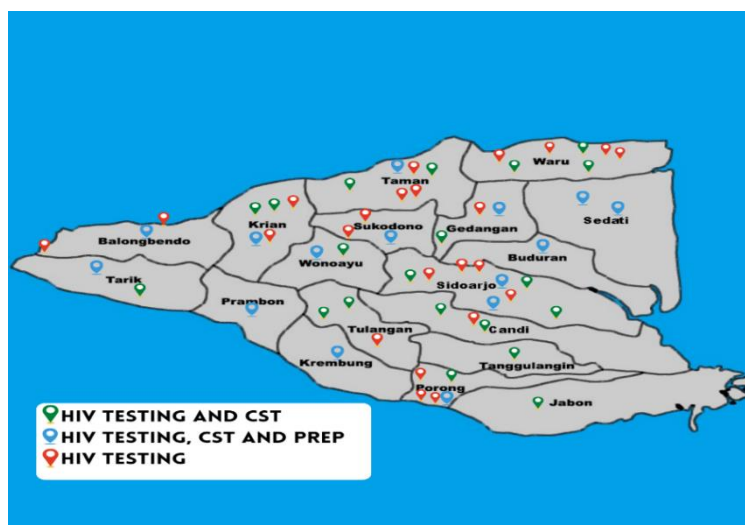 Waru
Taman
Krian
Sukodono
Gedangan
Sedati
Balongbendo
Wonoayu
Buduran
Tarik
Sidoarjo
Prambon
Tulangan
Candi
Krembung
Tanggulangin
Porong
Jabon
HIV TESTING AND CST
HIV TESTING, CST AND PREP
HIV TESTING